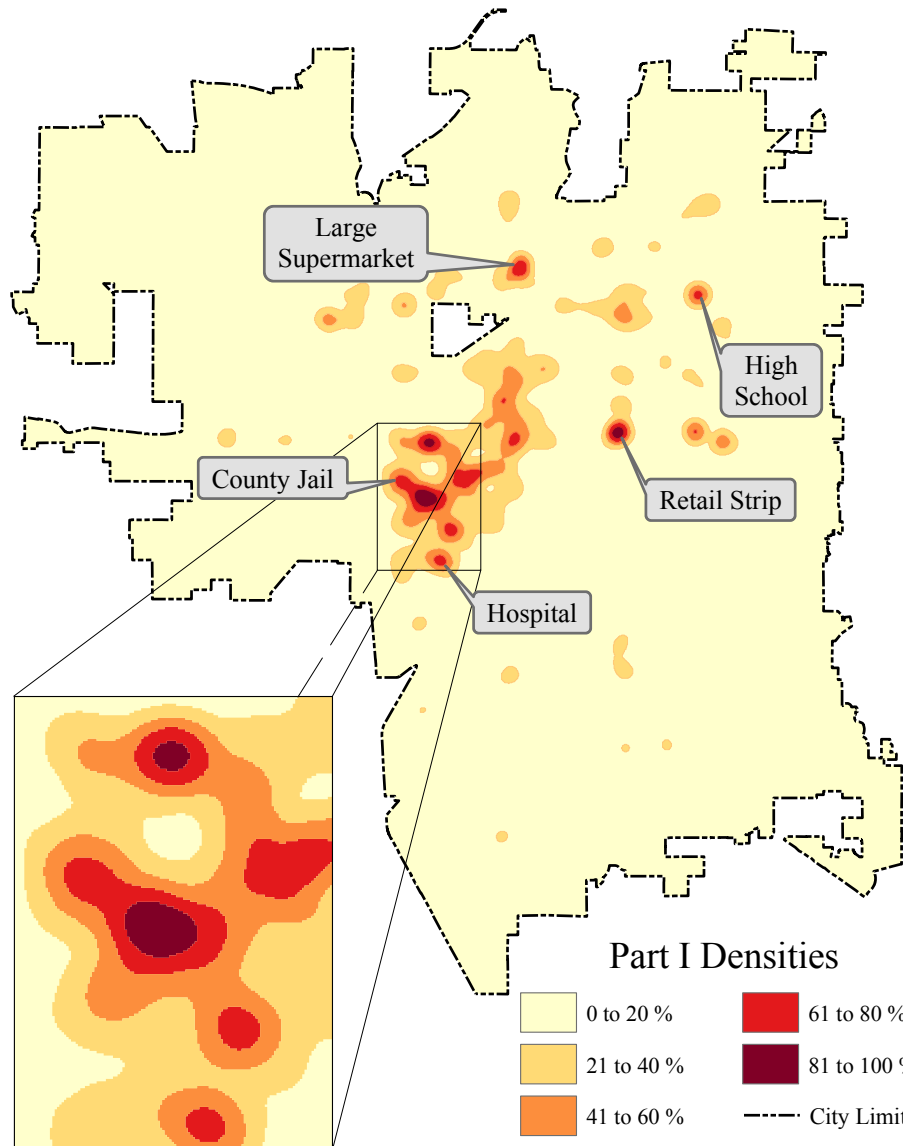 Large
Supermarket
High
School
County Jail
Retail Strip
Hospital
Part I Densities
0 to 20 %
61 to 80 %
21 to 40 %
81 to 100 %
41 to 60 %
City Limit